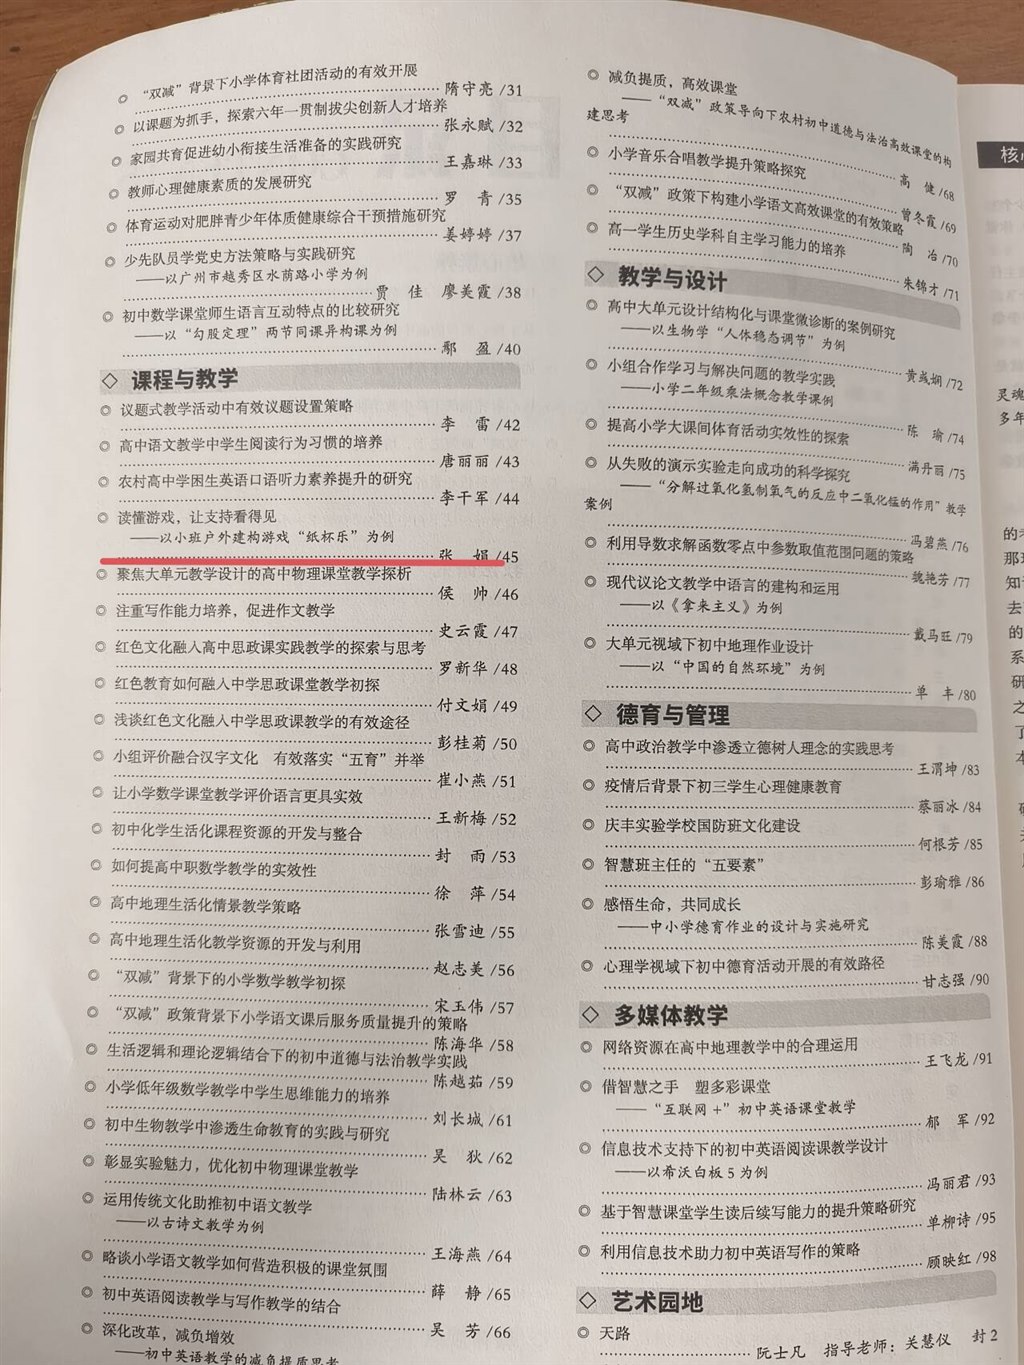 ◎ “双减”背景下小学体育社团活动的有效开展
隋守亮 /31
◎ 以课题为抓手，探索六年一贯制拔尖创新人才培养
张永赋 /32
◎ 家园共育促进幼小衔接生活准备的实践研究
王嘉琳 /33
◎ 教师心理健康素质的发展研究
罗　青 /35
◎ 体育运动对肥胖青少年体质健康综合干预措施研究
姜婷婷 /37
◎ 少先队员学党史方法策略与实践研究
——以广州市越秀区水荫路小学为例
贾　佳　廖美霞 /38
◎ 初中数学课堂师生语言互动特点的比较研究
——以“勾股定理”两节同课异构课为例
鄢　盈 /40
◇ 课程与教学
◎ 议题式教学活动中有效议题设置策略
李　雷 /42
◎ 高中语文教学中学生阅读行为习惯的培养
唐丽丽 /43
◎ 农村高中学困生英语口语听力素养提升的研究
李干军 /44
◎ 读懂游戏，让支持看得见
——以小班户外建构游戏“纸杯乐”为例
张　娟 /45
◎ 聚焦大单元教学设计的高中物理课堂教学探析
侯　帅 /46
◎ 注重写作能力培养，促进作文教学
史云霞 /47
◎ 红色文化融入高中思政课实践教学的探索与思考
罗新华 /48
◎ 红色教育如何融入中学思政课堂教学初探
付文娟 /49
◎ 浅谈红色文化融入中学思政课教学的有效途径
彭桂菊 /50
◎ 小组评价融合汉字文化　有效落实“五育”并举
崔小燕 /51
◎ 让小学数学课堂教学评价语言更具实效
王新梅 /52
◎ 初中化学生活化课程资源的开发与整合
封　雨 /53
◎ 如何提高中职数学教学的实效性
徐　萍 /54
◎ 高中地理生活化情景教学策略
张雪迪 /55
◎ 高中地理生活化教学资源的开发与利用
赵志美 /56
◎ “双减”背景下的小学数学教学初探
宋玉伟 /57
◎ “双减”政策背景下小学语文课后服务质量提升的策略
陈海华 /58
◎ 生活逻辑和理论逻辑结合下的初中道德与法治教学实践
陈越茹 /59
◎ 小学低年级数学教学中学生思维能力的培养
刘长城 /61
◎ 初中生物教学中渗透生命教育的实践与研究
吴　狄 /62
◎ 彰显实验魅力，优化初中物理课堂教学
陆林云 /63
◎ 运用传统文化助推初中语文教学
——以古诗文教学为例
王海燕 /64
◎ 略谈小学语文教学如何营造积极的课堂氛围
薛　静 /65
◎ 初中英语阅读教学与写作教学的结合
吴　芳 /66
◎ 深化改革，减负增效
——初中英语教学的减负提质思考
◎ 减负提质，高效课堂
——“双减”政策导向下农村初中道德与法治高效课堂的构
建思考
高　健 /68
◎ 小学音乐合唱教学提升策略探究
曾冬霞 /69
◎ “双减”政策下构建小学语文高效课堂的有效策略
陶　冶 /70
◎ 高一学生历史学科自主学习能力的培养
朱锦才 /71
◇ 教学与设计
◎ 高中大单元设计结构化与课堂微诊断的案例研究
——以生物学“人体稳态调节”为例
黄彧娴 /72
◎ 小组合作学习与解决问题的教学实践
——小学二年级乘法概念教学课例
陈　瑜 /74
◎ 提高小学大课间体育活动实效性的探索
满丹丽 /75
◎ 从失败的演示实验走向成功的科学探究
——“分解过氧化氢制氧气的反应中二氧化锰的作用”教学
案例
冯碧燕 /76
◎ 利用导数求解函数零点中参数取值范围问题的策略
魏艳芳 /77
◎ 现代议论文教学中语言的建构和运用
——以《拿来主义》为例
戴马旺 /79
◎ 大单元视域下初中地理作业设计
——以“中国的自然环境”为例
单　丰 /80
◇ 德育与管理
◎ 高中政治教学中渗透立德树人理念的实践思考
王渭坤 /83
◎ 疫情后背景下初三学生心理健康教育
蔡丽冰 /84
◎ 庆丰实验学校国防班文化建设
何根芳 /85
◎ 智慧班主任的“五要素”
彭瑜雅 /86
◎ 感悟生命，共同成长
——中小学德育作业的设计与实施研究
陈美霞 /88
◎ 心理学视域下初中德育活动开展的有效路径
甘志强 /90
◇ 多媒体教学
◎ 网络资源在高中地理教学中的合理运用
王飞龙 /91
◎ 借智慧之手　塑多彩课堂
——“互联网 +”初中英语课堂教学
郁　军 /92
◎ 信息技术支持下的初中英语阅读课教学设计
——以希沃白板 5 为例
冯丽君 /93
◎ 基于智慧课堂学生读后续写能力的提升策略研究
单柳诗 /95
◎ 利用信息技术助力初中英语写作的策略
顾映红 /98
◇ 艺术园地
◎ 天路
阮士凡　指导老师：关慧仪　封 2
核
灵魂
多年
的
那
知
去
的
系
研
之
了
本